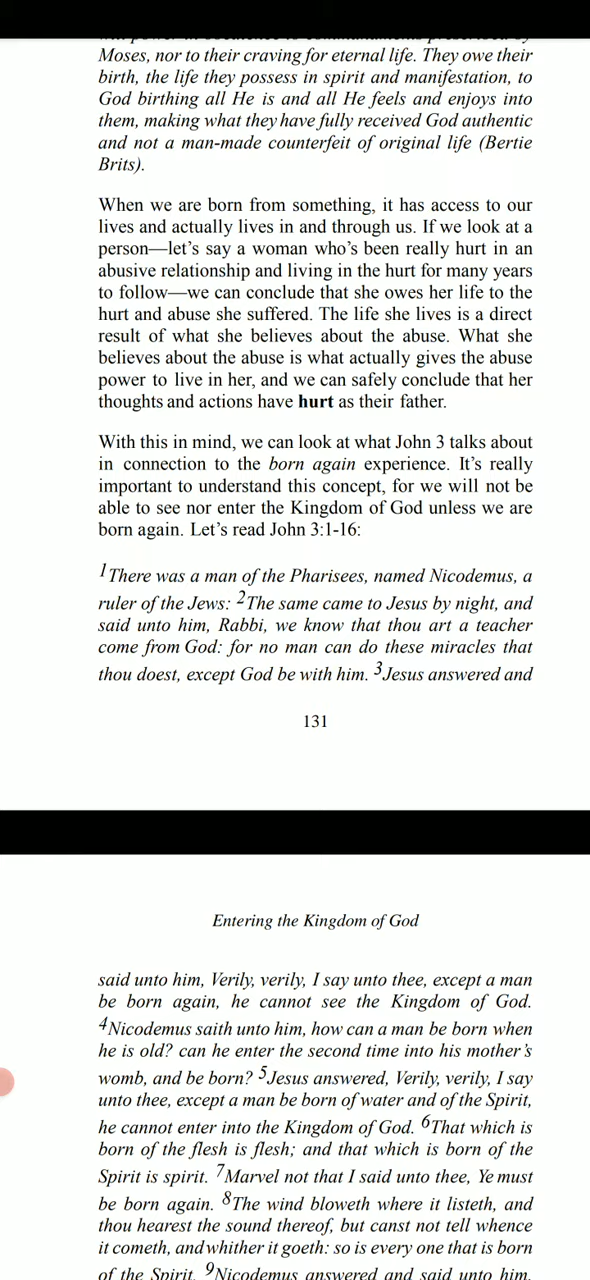 Moses, nor to their craving for eternal life. They owe their
birth, the life they possess in spirit and manifestation, to
God birthing all He is and all He feels and enjoys into
them, making what they have fully received God authentic
and not a man-made counterfeit of original life (Bertie
Brits).
When we are born from something, it has access to our
lives and actually lives in and through us. If we look at a
person—let's say a woman who's been really hurt in an
abusive relationship and living in the hurt for many years
to follow—we can conclude that she owes her life to the
hurt and abuse she suffered. The life she lives is a direct
result of what she believes about the abuse. What she
believes about the abuse is what actually gives the abuse
power to live in her, and we can safely conclude that her
thoughts and actions have hurt as their father.
With this in mind, we can look at what John 3 talks about
in connection to the born again experience. It's really
important to understand this concept, for we will not be
able to see nor enter the Kingdom of God unless we are
born again. Let's read John 3:1-16:
1There was a man of the Pharisees, named Nicodemus, a
ruler of the Jews: 2The same came to Jesus by night, and
said unto him, Rabbi, we know that thou art a teacher
come from God: for no man can do these miracles that
thou doest, except God be with him. 3Jesus answered and
131
Entering the Kingdom of God
said unto him, Verily, verily, I say unto thee, except a man
be born again, he cannot see the Kingdom of God.
4Nicodemus saith unto him, how can a man be born when
he is old? can he enter the second time into his mother's
womb, and be born? 5Jesus answered, Verily, verily, I say
unto thee, except a man be born of water and of the Spirit,
he cannot enter into the Kingdom of God. 6That which is
born of the flesh is flesh; and that which is born of the
Spirit is spirit. 7Marvel not that I said unto thee, Ye must
be born again. 8The wind bloweth where it listeth, and
thou hearest the sound thereof, but canst not tell whence
it cometh, and whither it goeth: so is every one that is born
of the Spirit. 9Nicodemus answered and said unto him,